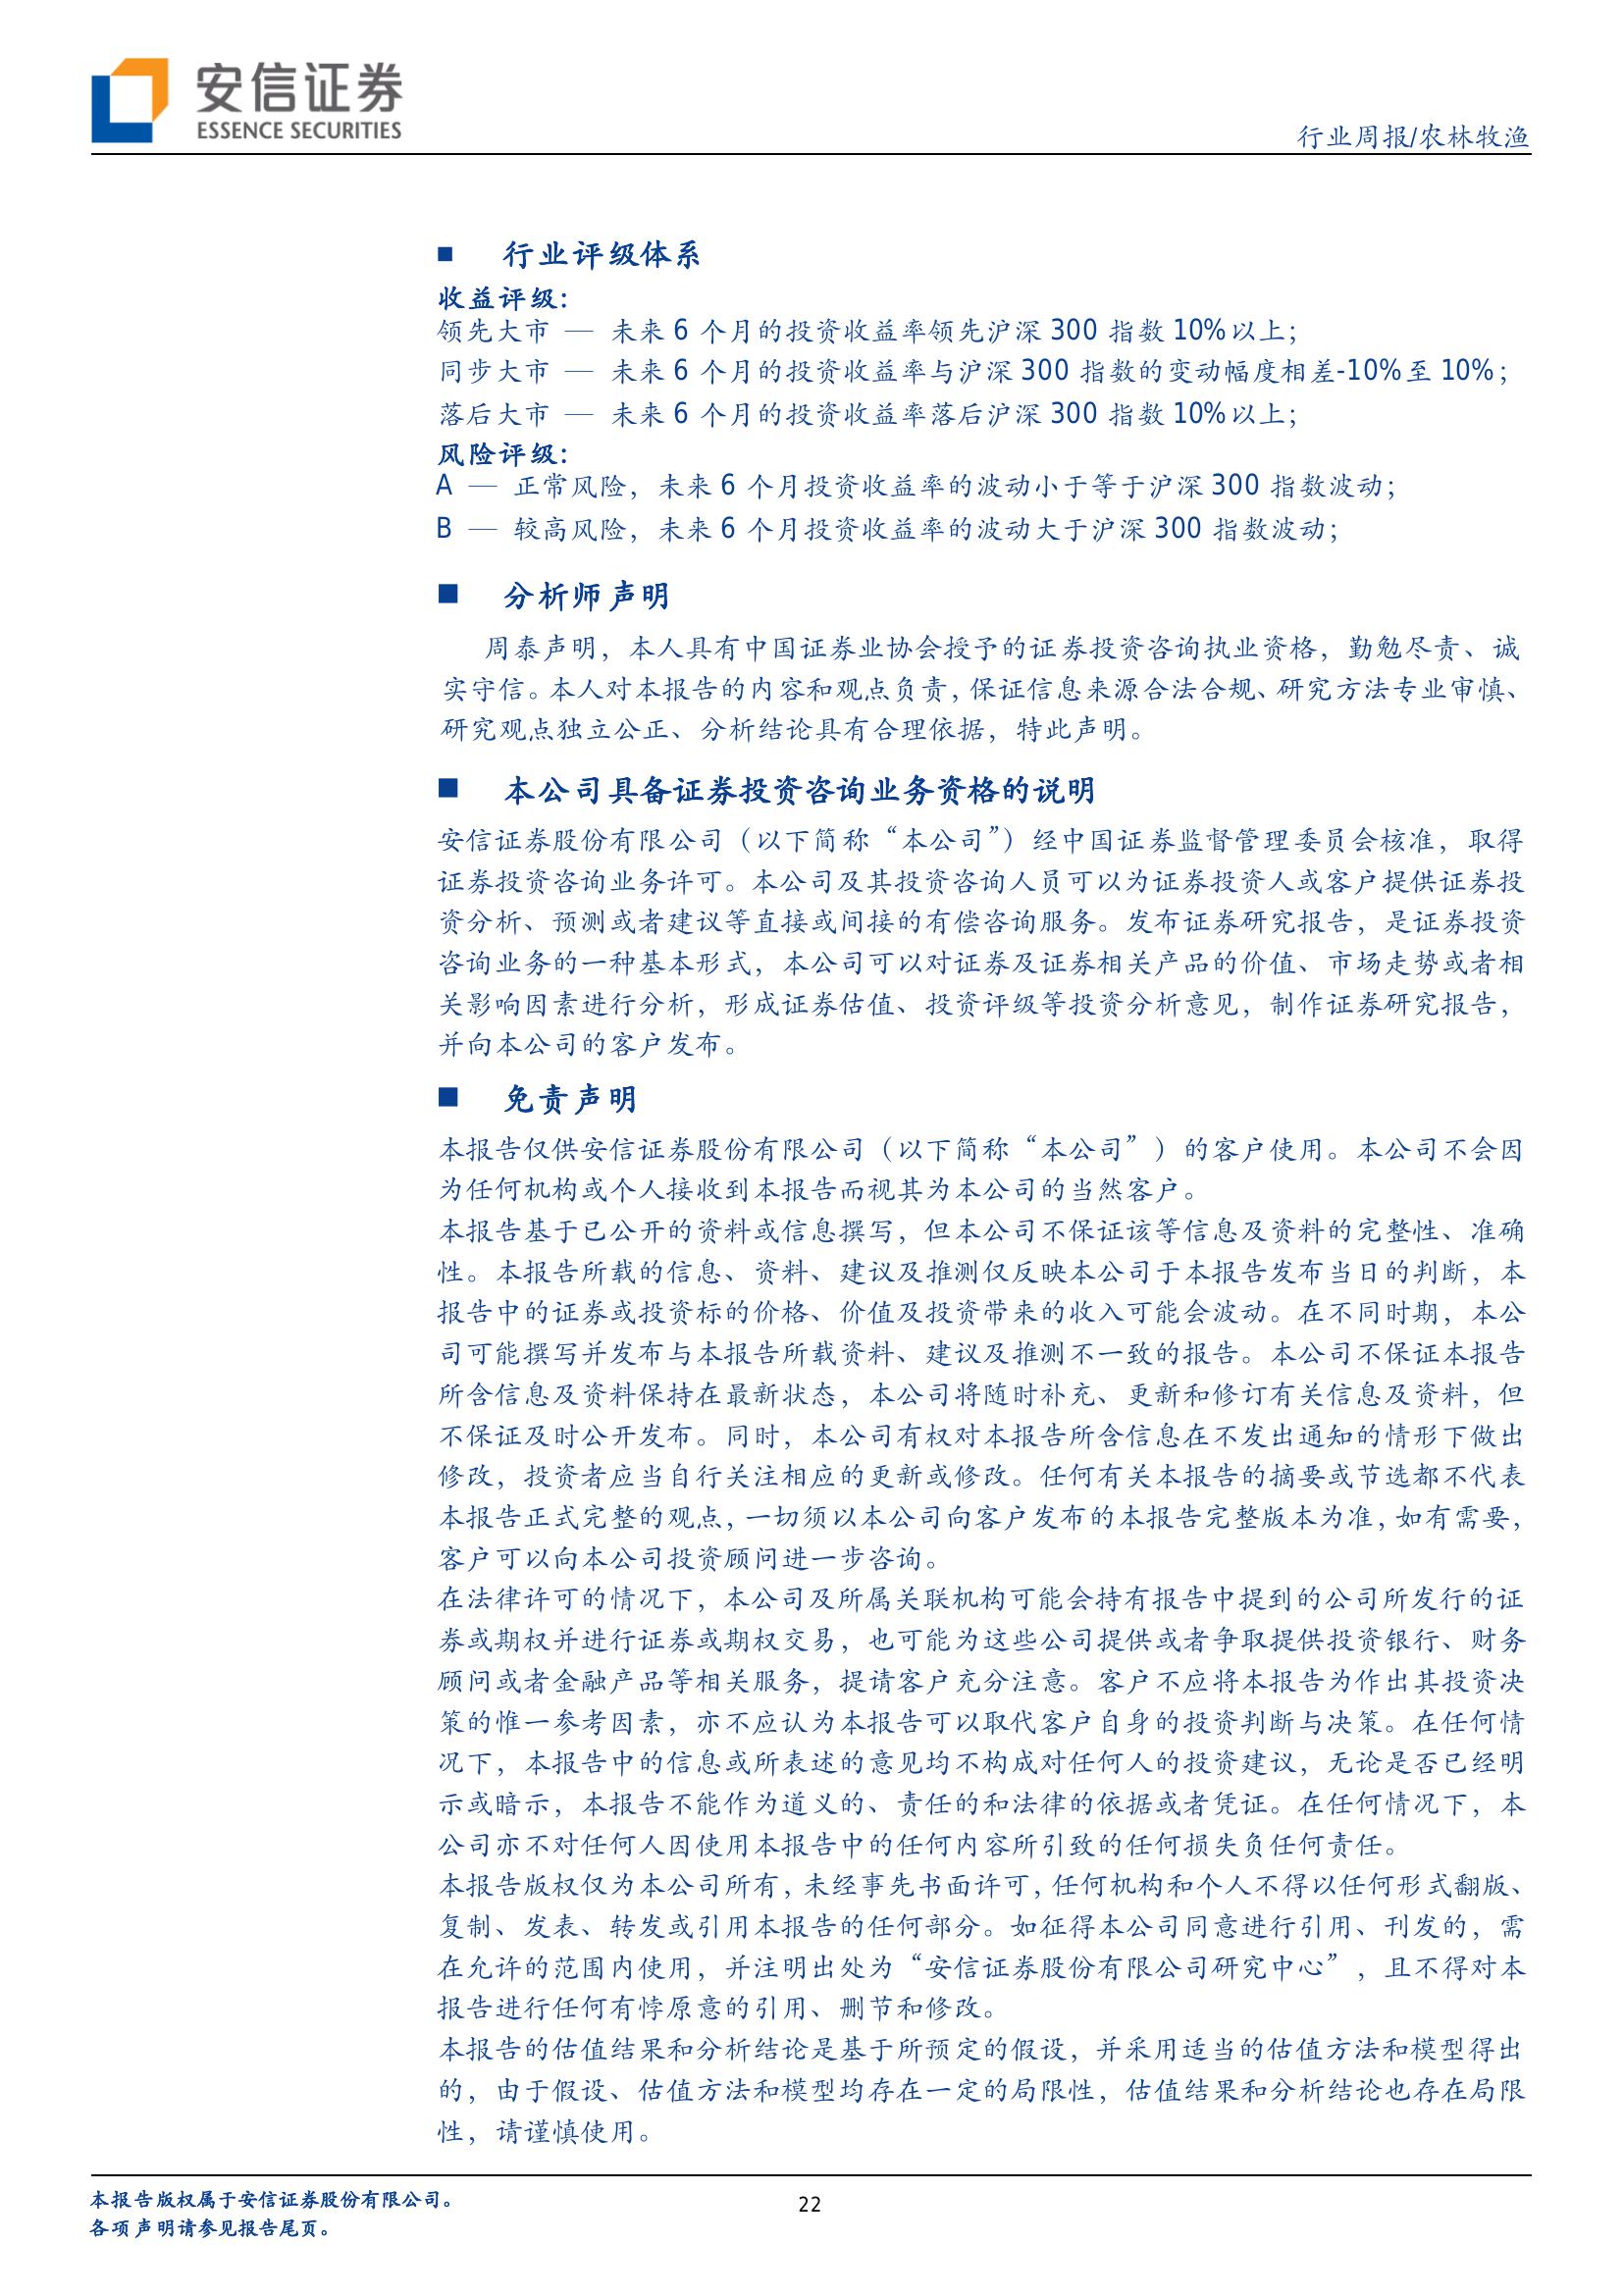 安信证券
ESSENCE SECURITIES
行业周报/农林牧渔
■ 行业评级体系
收益评级：
领先大市 — 未来 6 个月的投资收益率领先沪深 300 指数 10%以上；
同步大市 — 未来 6 个月的投资收益率与沪深 300 指数的变动幅度相差-10%至 10%；
落后大市 — 未来 6 个月的投资收益率落后沪深 300 指数 10%以上；
风险评级：
A — 正常风险，未来 6 个月投资收益率的波动小于等于沪深 300 指数波动；
B — 较高风险，未来 6 个月投资收益率的波动大于沪深 300 指数波动；
■ 分析师声明
周泰声明，本人具有中国证券业协会授予的证券投资咨询执业资格，勤勉尽责、诚
实守信。本人对本报告的内容和观点负责，保证信息来源合法合规、研究方法专业审慎、
研究观点独立公正、分析结论具有合理依据，特此声明。
■ 本公司具备证券投资咨询业务资格的说明
安信证券股份有限公司（以下简称“本公司”）经中国证券监督管理委员会核准，取得
证券投资咨询业务许可。本公司及其投资咨询人员可以为证券投资人或客户提供证券投
资分析、预测或者建议等直接或间接的有偿咨询服务。发布证券研究报告，是证券投资
咨询业务的一种基本形式，本公司可以对证券及证券相关产品的价值、市场走势或者相
关影响因素进行分析，形成证券估值、投资评级等投资分析意见，制作证券研究报告，
并向本公司的客户发布。
■ 免责声明
本报告仅供安信证券股份有限公司（以下简称“本公司”）的客户使用。本公司不会因
为任何机构或个人接收到本报告而视其为本公司的当然客户。
本报告基于已公开的资料或信息撰写，但本公司不保证该等信息及资料的完整性、准确
性。本报告所载的信息、资料、建议及推测仅反映本公司于本报告发布当日的判断，本
报告中的证券或投资标的价格、价值及投资带来的收入可能会波动。在不同时期，本公
司可能撰写并发布与本报告所载资料、建议及推测不一致的报告。本公司不保证本报告
所含信息及资料保持在最新状态，本公司将随时补充、更新和修订有关信息及资料，但
不保证及时公开发布。同时，本公司有权对本报告所含信息在不发出通知的情形下做出
修改，投资者应当自行关注相应的更新或修改。任何有关本报告的摘要或节选都不代表
本报告正式完整的观点，一切须以本公司向客户发布的本报告完整版本为准，如有需要，
客户可以向本公司投资顾问进一步咨询。
在法律许可的情况下，本公司及所属关联机构可能会持有报告中提到的公司所发行的证
券或期权并进行证券或期权交易，也可能为这些公司提供或者争取提供投资银行、财务
顾问或者金融产品等相关服务，提请客户充分注意。客户不应将本报告为作出其投资决
策的惟一参考因素，亦不应认为本报告可以取代客户自身的投资判断与决策。在任何情
况下，本报告中的信息或所表述的意见均不构成对任何人的投资建议，无论是否已经明
示或暗示，本报告不能作为道义的、责任的和法律的依据或者凭证。在任何情况下，本
公司亦不对任何人因使用本报告中的任何内容所引致的任何损失负任何责任。
本报告版权仅为本公司所有，未经事先书面许可，任何机构和个人不得以任何形式翻版、
复制、发表、转发或引用本报告的任何部分。如征得本公司同意进行引用、刊发的，需
在允许的范围内使用，并注明出处为“安信证券股份有限公司研究中心”，且不得对本
报告进行任何有悖原意的引用、删节和修改。
本报告的估值结果和分析结论是基于所预定的假设，并采用适当的估值方法和模型得出
的，由于假设、估值方法和模型均存在一定的局限性，估值结果和分析结论也存在局限
性，请谨慎使用。
本报告版权属于安信证券股份有限公司。
22
各项声明请参见报告尾页。